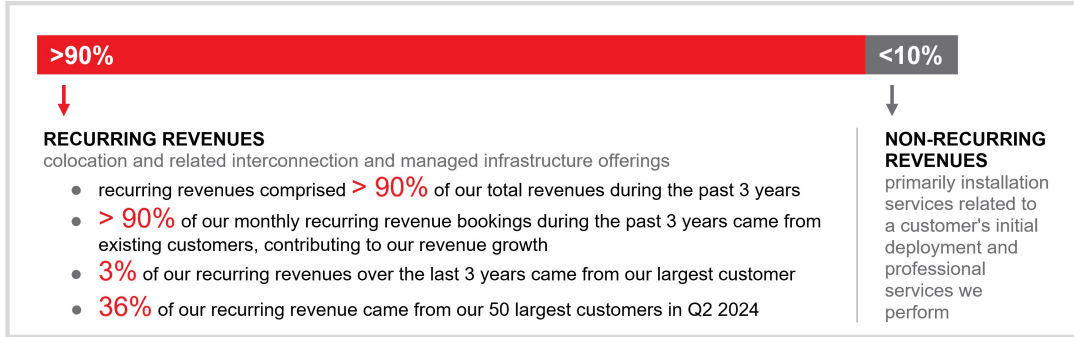 >90%
<10%
RECURRING REVENUES
colocation and related interconnection and managed infrastructure offerings
● recurring revenues comprised > 90% of our total revenues during the past 3 years
● > 90% of our monthly recurring revenue bookings during the past 3 years came from
existing customers, contributing to our revenue growth
● 3% of our recurring revenues over the last 3 years came from our largest customer
● 36% of our recurring revenue came from our 50 largest customers in Q2 2024
NON-RECURRING
REVENUES
primarily installation
services related to
a customer's initial
deployment and
professional
services we
perform